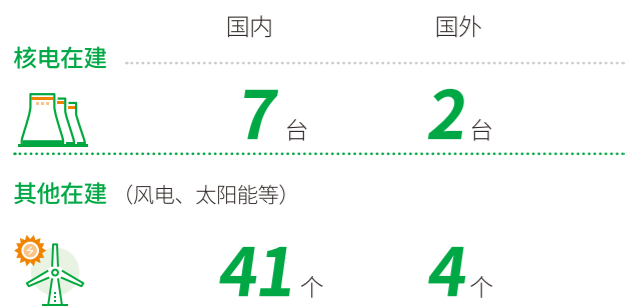 国内 国外
核电在建
7台 2台
其他在建（风电、太阳能等）
41个 4个